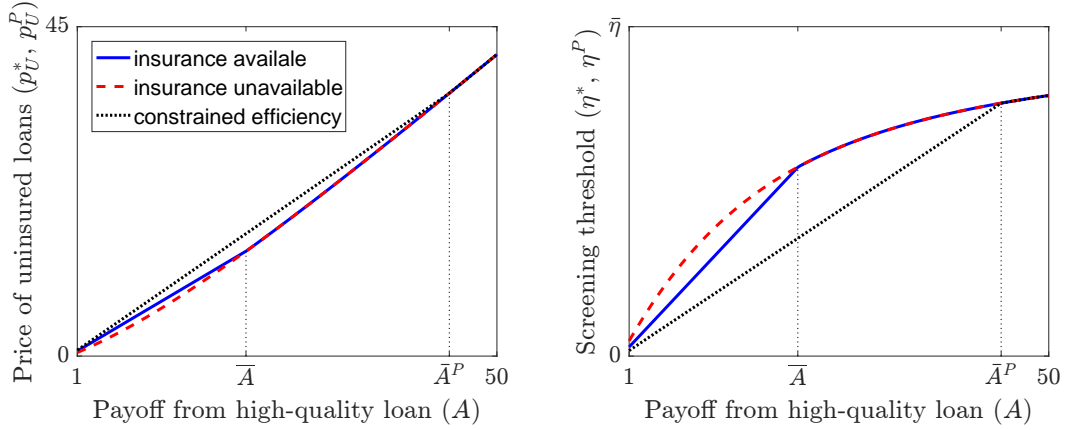 45
Price of uninsured loans (p*_U, p^P_U)
insurance availale
insurance unavailable
constrained efficiency
0
1
A̅
A̅^P
50
Payoff from high-quality loan (A)
η̄
Screening threshold (η*, η^P)
0
1
A̅
A̅^P
50
Payoff from high-quality loan (A)